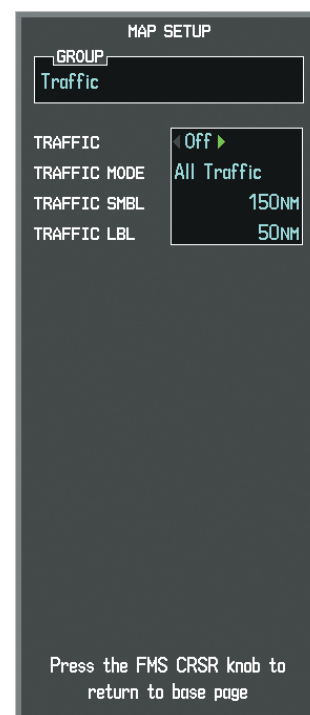 MAP SETUP
GROUP
Traffic
TRAFFIC Off
TRAFFIC MODE All Traffic
TRAFFIC SMBL 150NM
TRAFFIC LBL 50NM
Press the FMS CRSR knob to
return to base page